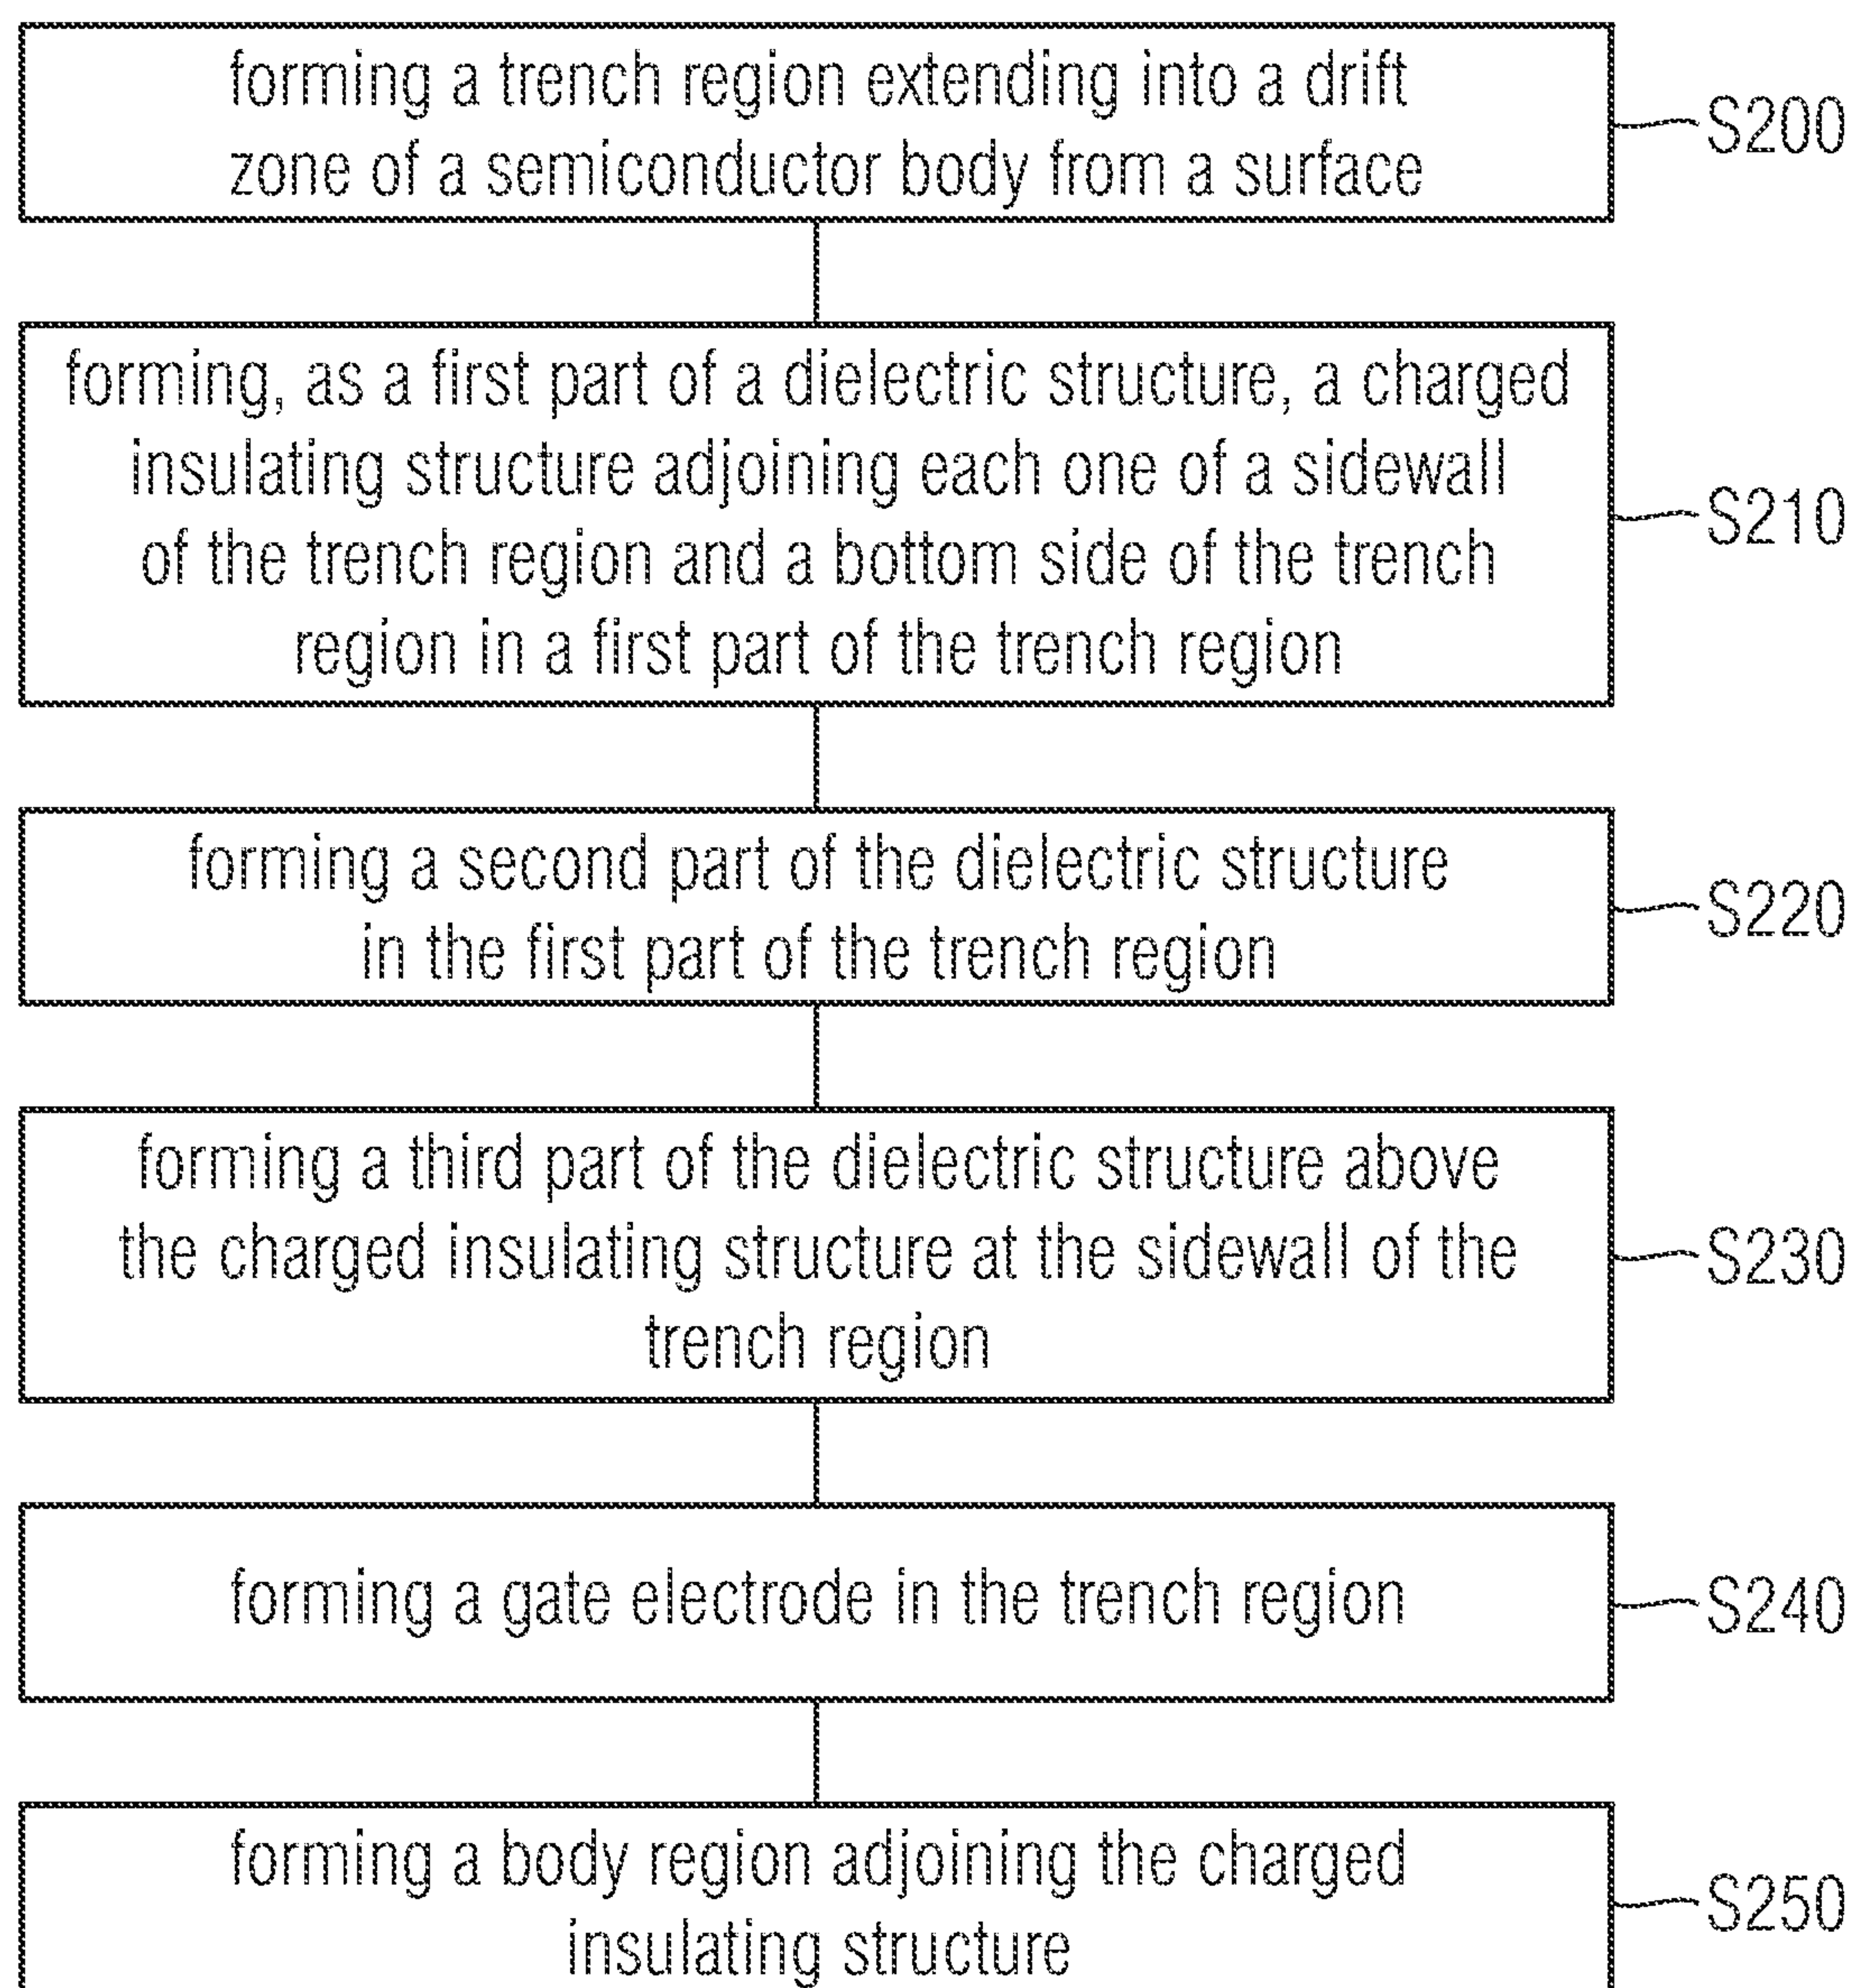 forming a trench region extending into a drift
zone of a semiconductor body from a surface
S200
forming, as a first part of a dielectric structure, a charged
insulating structure adjoining each one of a sidewall
of the trench region and a bottom side of the trench
region in a first part of the trench region
S210
forming a second part of the dielectric structure
in the first part of the trench region
S220
forming a third part of the dielectric structure above
the charged insulating structure at the sidewall of the
trench region
S230
forming a gate electrode in the trench region
S240
forming a body region adjoining the charged
insulating structure
S250